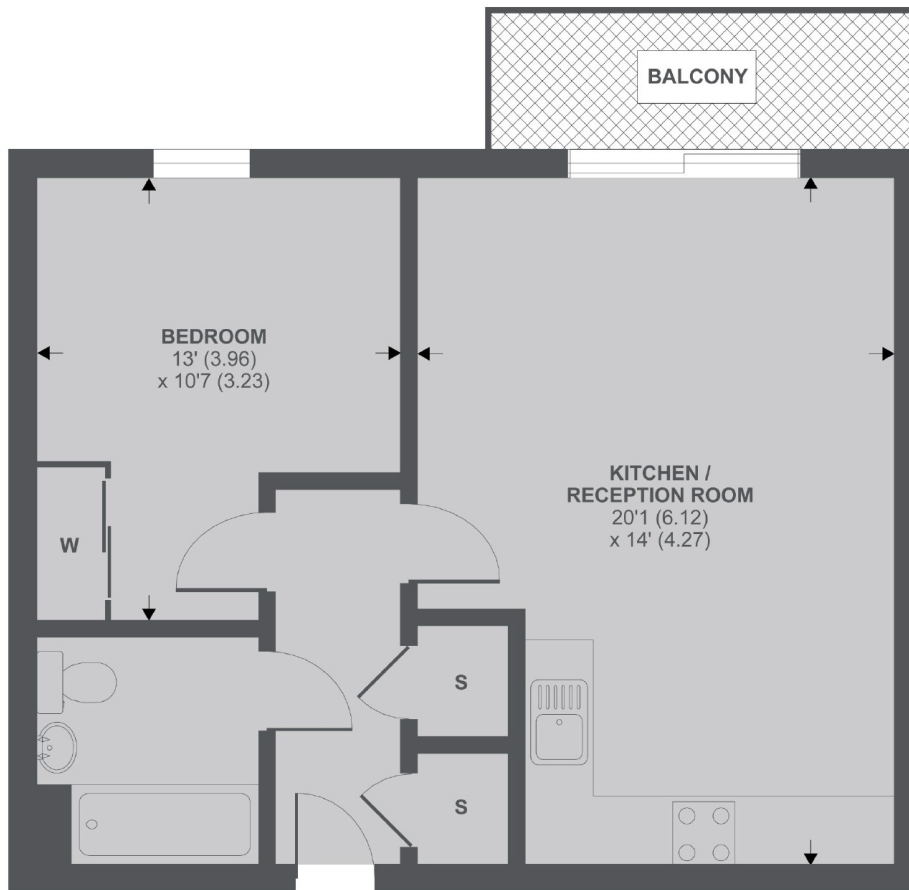 BALCONY
BEDROOM
13' (3.96)
x 10'7 (3.23)
KITCHEN /
RECEPTION ROOM
20'1 (6.12)
x 14' (4.27)
W
S
S